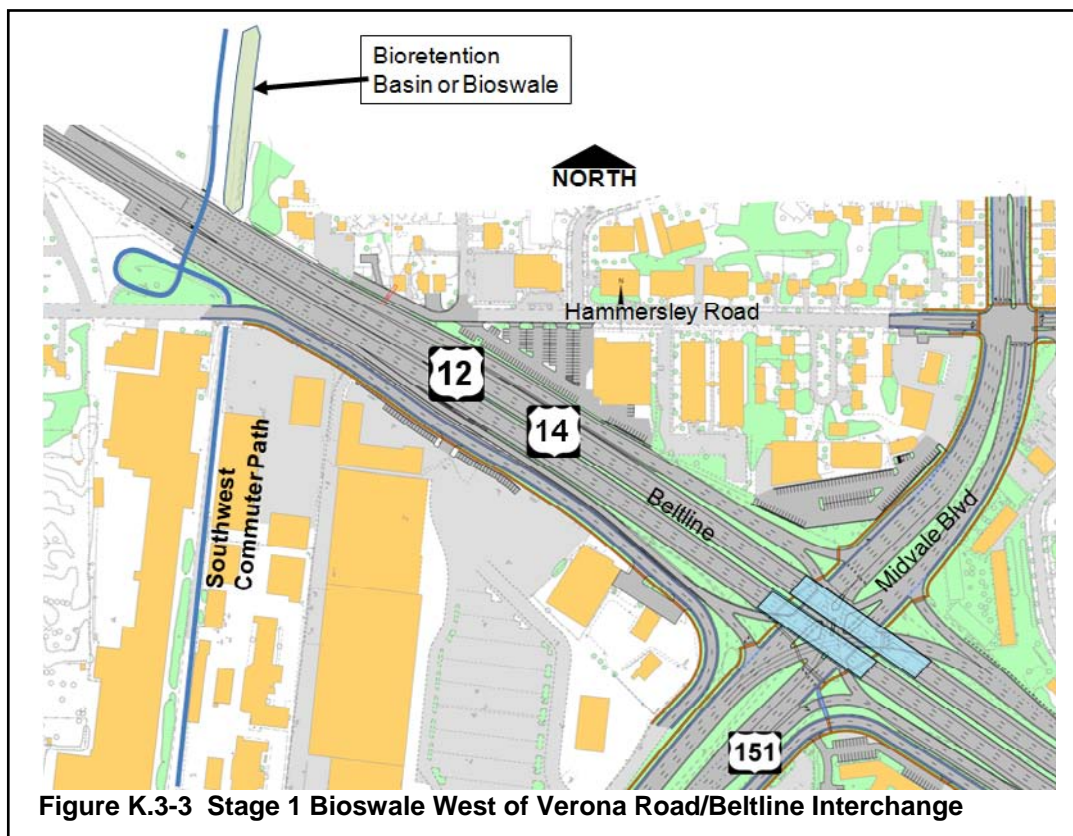 Bioretention
Basin or Bioswale
NORTH
N
Hammersley Road
12
14
Beltline
Midvale Blvd
Southwest
Commuter Path
151
Figure K.3-3 Stage 1 Bioswale West of Verona Road/Beltline Interchange